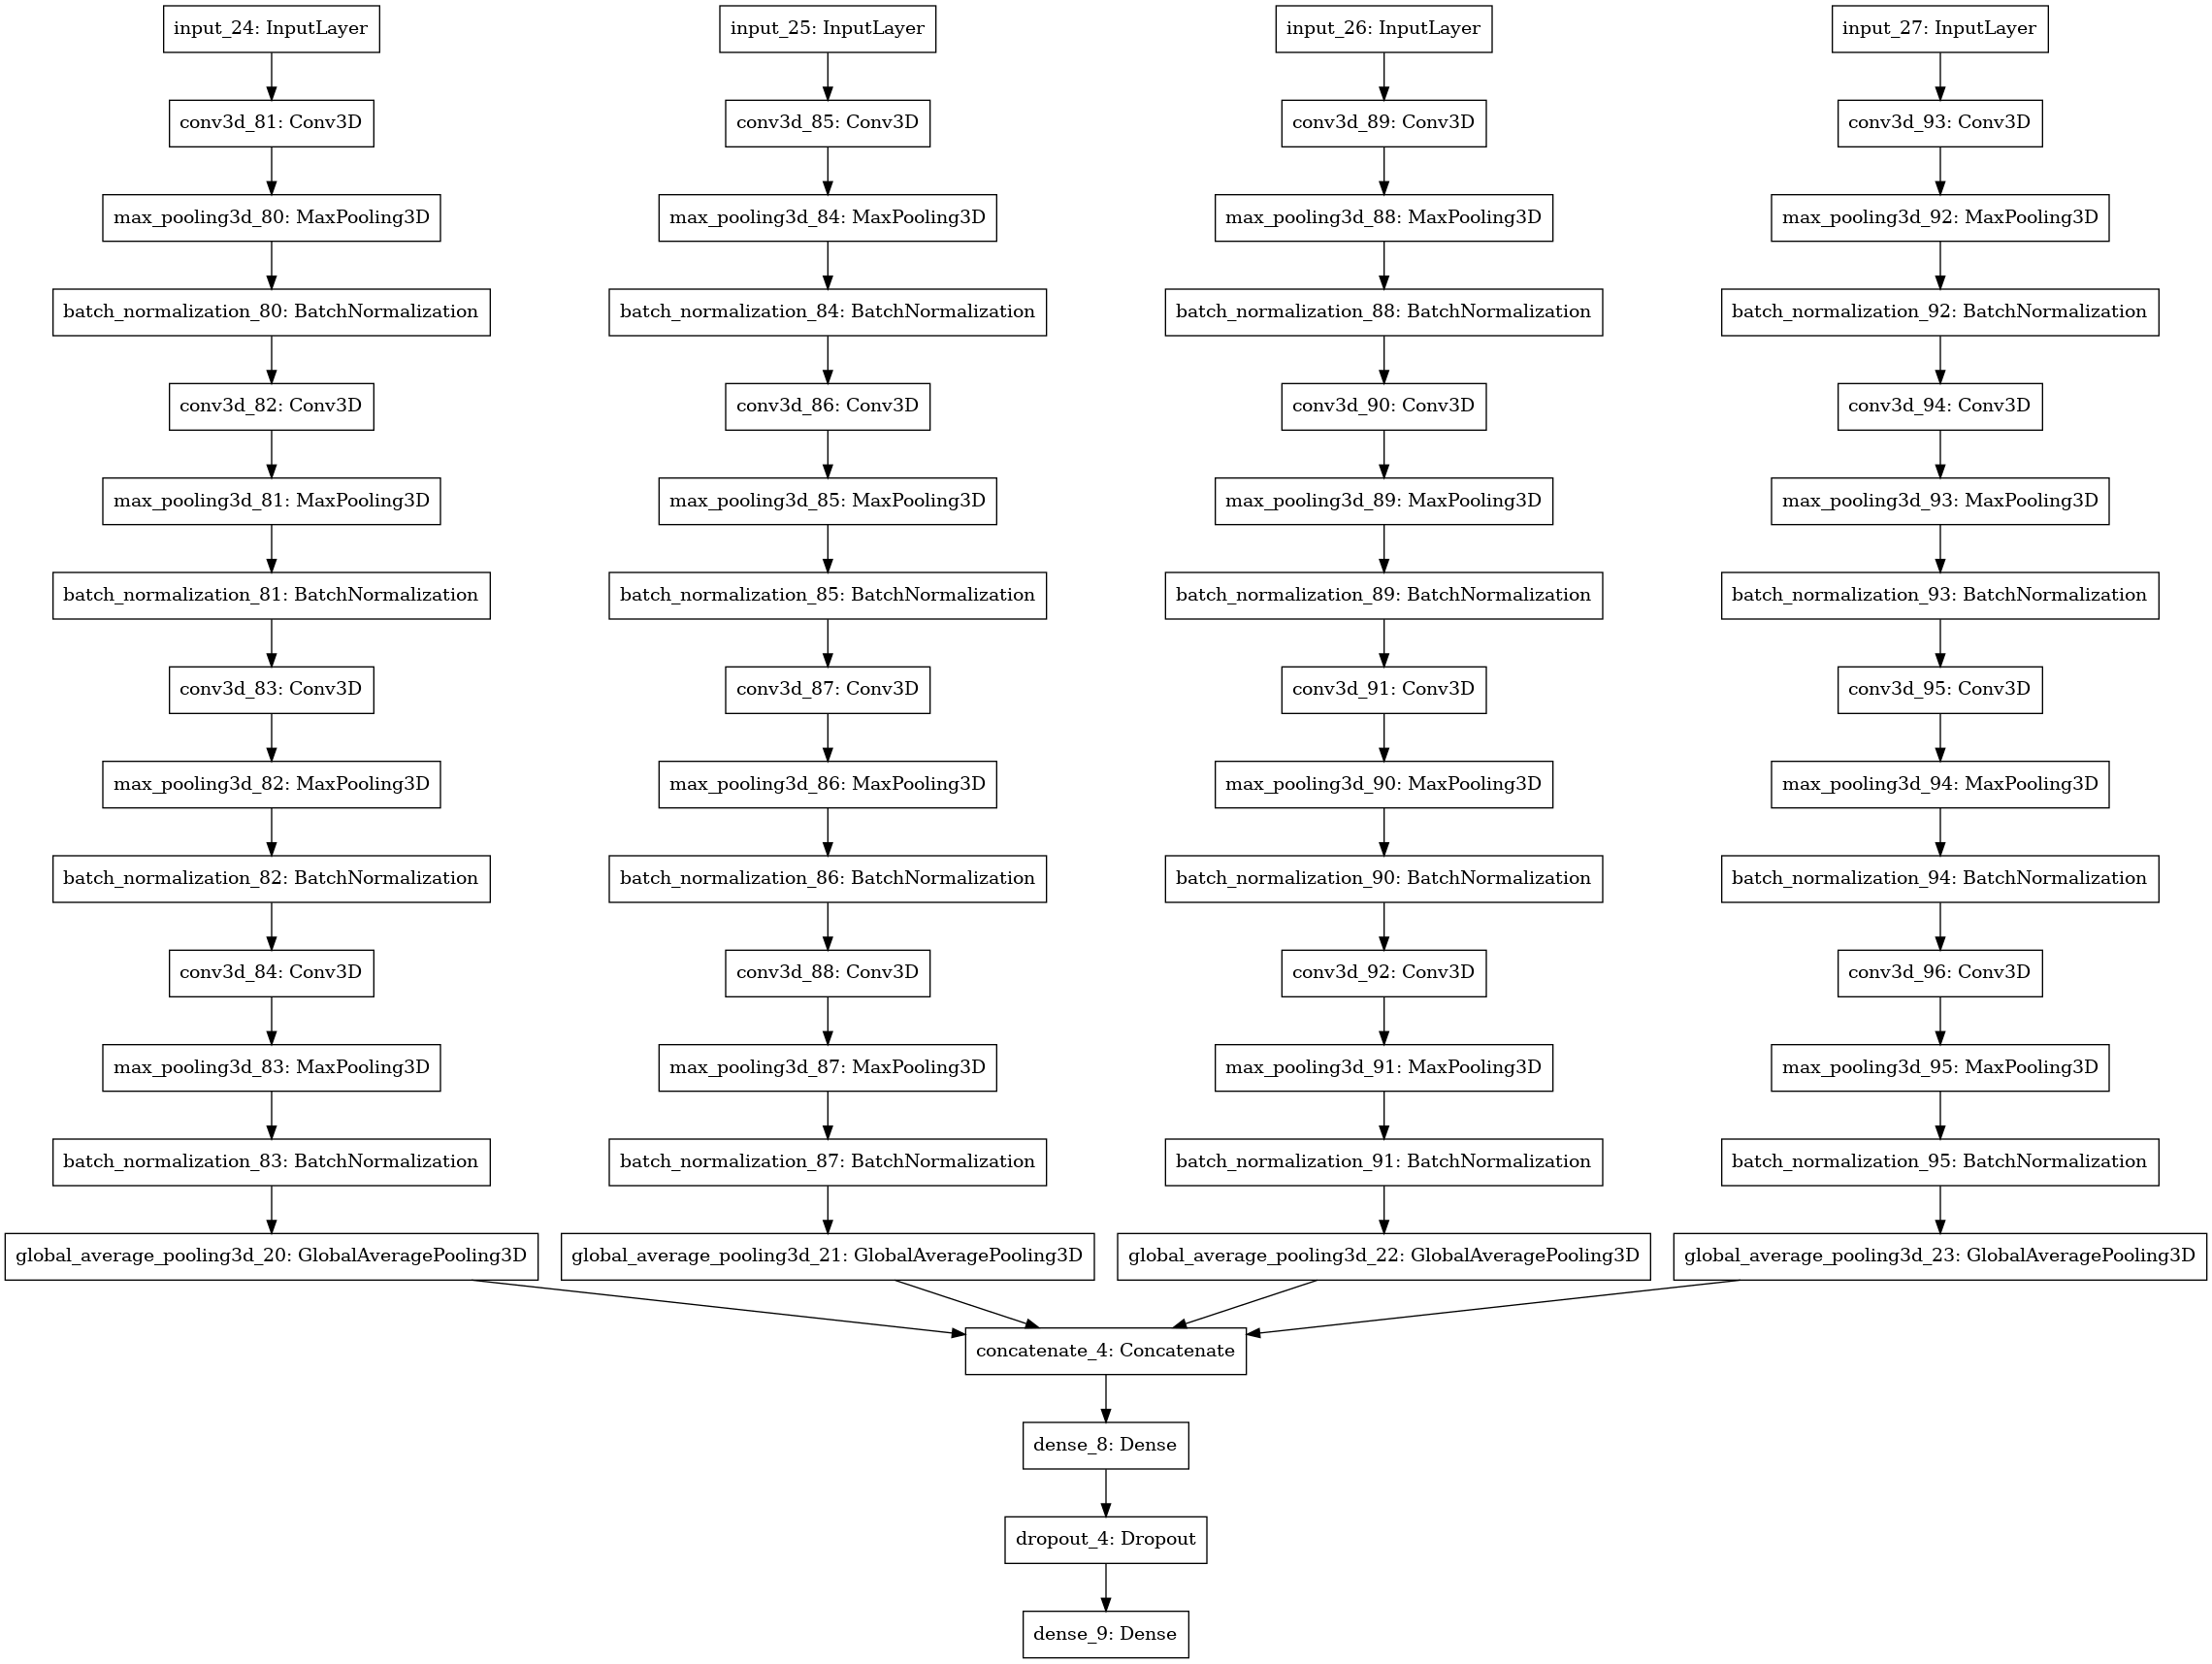 input_24: InputLayer
input_25: InputLayer
input_26: InputLayer
input_27: InputLayer
conv3d_81: Conv3D
conv3d_85: Conv3D
conv3d_89: Conv3D
conv3d_93: Conv3D
max_pooling3d_80: MaxPooling3D
max_pooling3d_84: MaxPooling3D
max_pooling3d_88: MaxPooling3D
max_pooling3d_92: MaxPooling3D
batch_normalization_80: BatchNormalization
batch_normalization_84: BatchNormalization
batch_normalization_88: BatchNormalization
batch_normalization_92: BatchNormalization
conv3d_82: Conv3D
conv3d_86: Conv3D
conv3d_90: Conv3D
conv3d_94: Conv3D
max_pooling3d_81: MaxPooling3D
max_pooling3d_85: MaxPooling3D
max_pooling3d_89: MaxPooling3D
max_pooling3d_93: MaxPooling3D
batch_normalization_81: BatchNormalization
batch_normalization_85: BatchNormalization
batch_normalization_89: BatchNormalization
batch_normalization_93: BatchNormalization
conv3d_83: Conv3D
conv3d_87: Conv3D
conv3d_91: Conv3D
conv3d_95: Conv3D
max_pooling3d_82: MaxPooling3D
max_pooling3d_86: MaxPooling3D
max_pooling3d_90: MaxPooling3D
max_pooling3d_94: MaxPooling3D
batch_normalization_82: BatchNormalization
batch_normalization_86: BatchNormalization
batch_normalization_90: BatchNormalization
batch_normalization_94: BatchNormalization
conv3d_84: Conv3D
conv3d_88: Conv3D
conv3d_92: Conv3D
conv3d_96: Conv3D
max_pooling3d_83: MaxPooling3D
max_pooling3d_87: MaxPooling3D
max_pooling3d_91: MaxPooling3D
max_pooling3d_95: MaxPooling3D
batch_normalization_83: BatchNormalization
batch_normalization_87: BatchNormalization
batch_normalization_91: BatchNormalization
batch_normalization_95: BatchNormalization
global_average_pooling3d_20: GlobalAveragePooling3D
global_average_pooling3d_21: GlobalAveragePooling3D
global_average_pooling3d_22: GlobalAveragePooling3D
global_average_pooling3d_23: GlobalAveragePooling3D
concatenate_4: Concatenate
dense_8: Dense
dropout_4: Dropout
dense_9: Dense